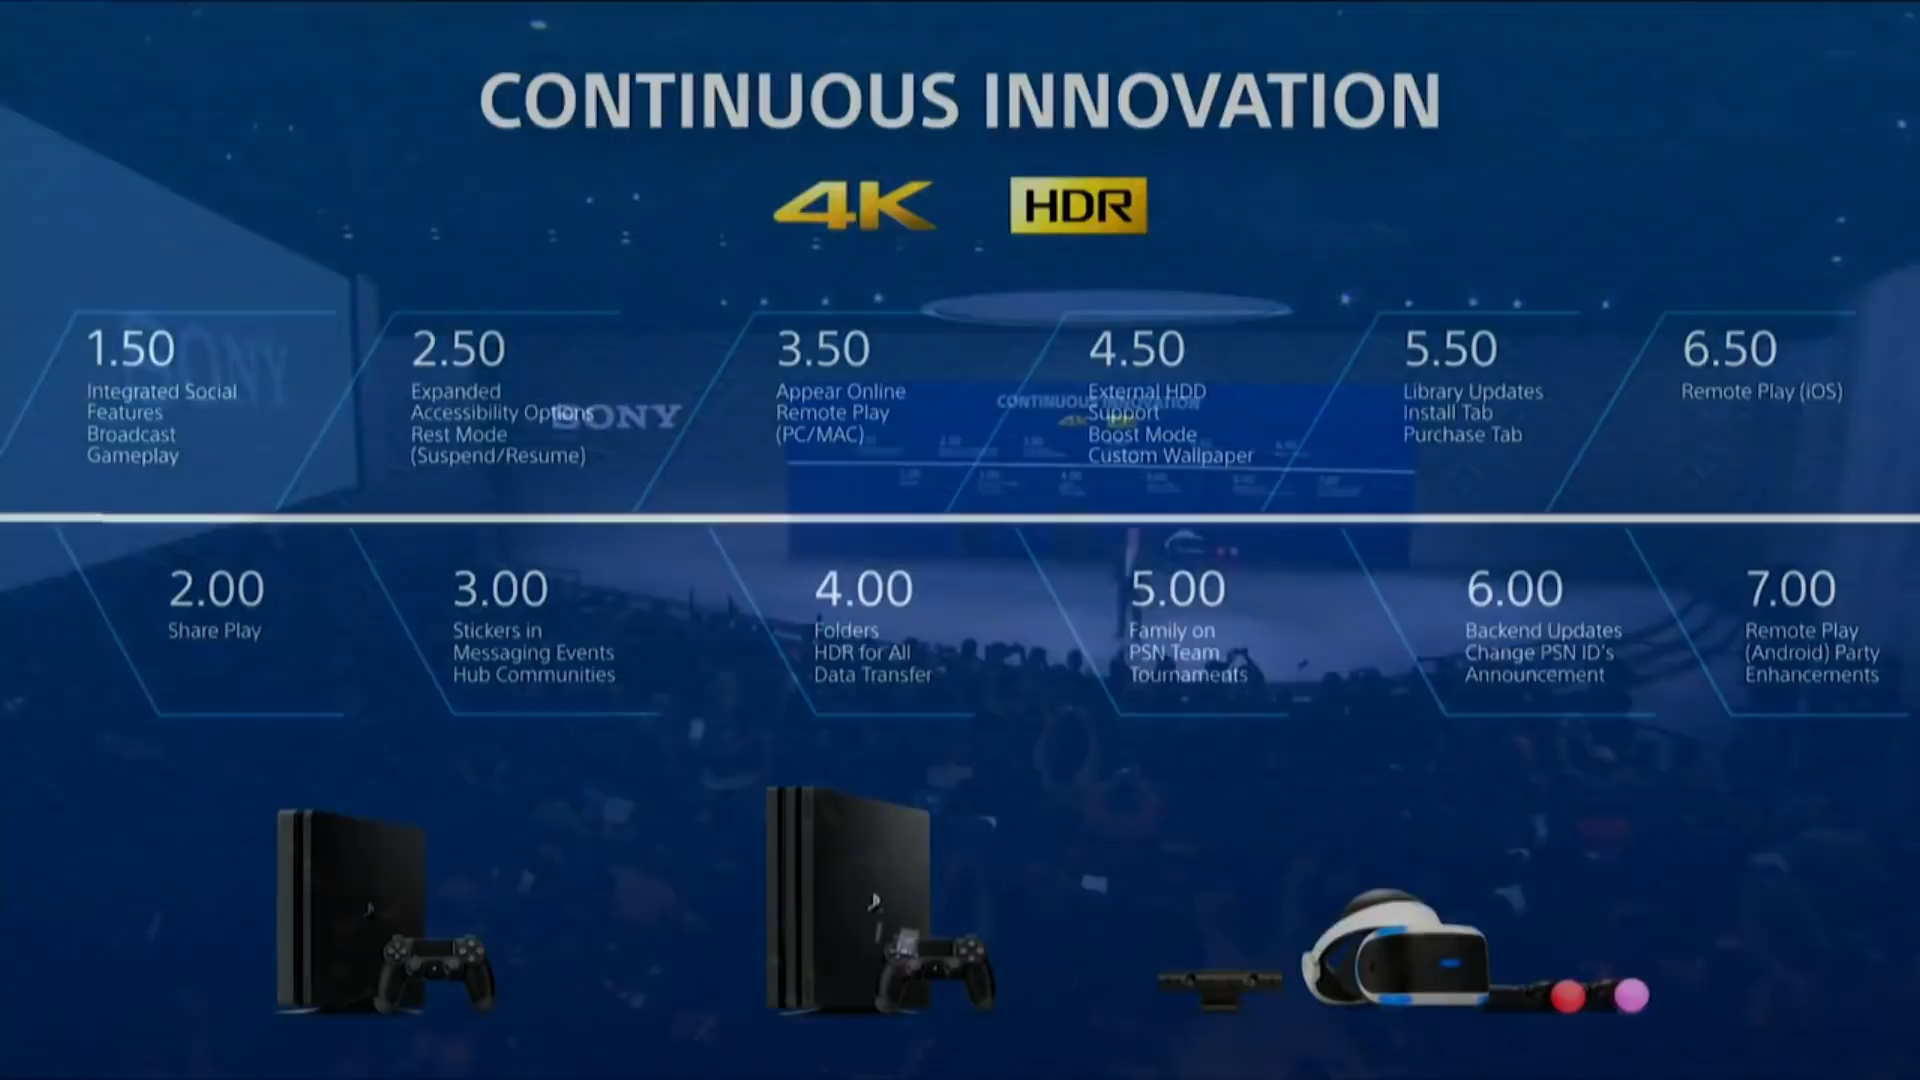 CONTINUOUS INNOVATION
4K HDR
1.50
Integrated Social
Features
Broadcast
Gameplay
2.50
Expanded
Accessibility Options
Rest Mode
(Suspend/Resume)
3.50
Appear Online
Remote Play
(PC/MAC)
4.50
External HDD
Support
Boost Mode
Custom Wallpaper
5.50
Library Updates
Install Tab
Purchase Tab
6.50
Remote Play (iOS)
SONY
SONY
CONTINUOUS INNOVATION
4K
2.00
Share Play
3.00
Stickers in
Messaging Events
Hub Communities
4.00
Folders
HDR for All
Data Transfer
5.00
Family on
PSN Team
Tournaments
6.00
Backend Updates
Change PSN ID's
Announcement
7.00
Remote Play
(Android) Party
Enhancements